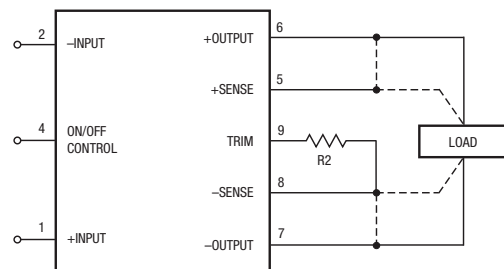 6
2
+OUTPUT
–INPUT
5
+SENSE
4
9
ON/OFF
CONTROL
TRIM
LOAD
R2
8
–SENSE
1
7
+INPUT
–OUTPUT